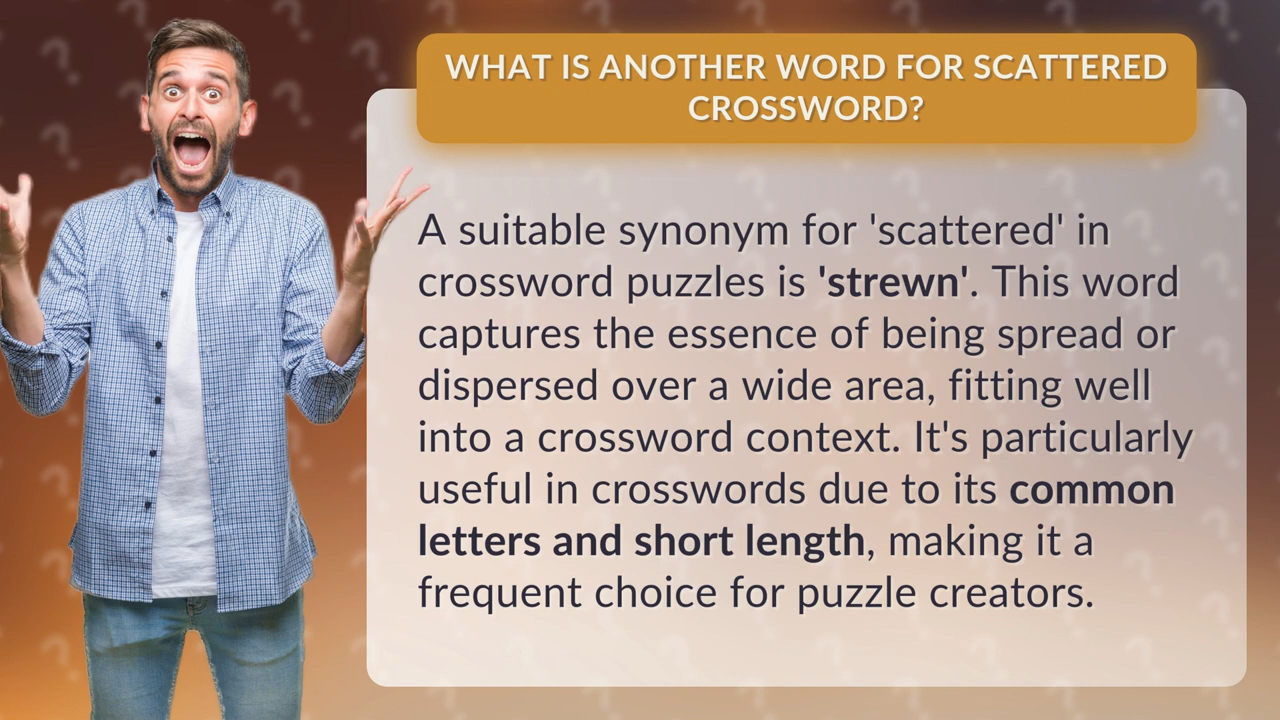 WHAT IS ANOTHER WORD FOR SCATTERED
CROSSWORD?
A suitable synonym for 'scattered' in
crossword puzzles is 'strewn'. This word
captures the essence of being spread or
dispersed over a wide area, fitting well
into a crossword context. It's particularly
useful in crosswords due to its common
letters and short length, making it a
frequent choice for puzzle creators.